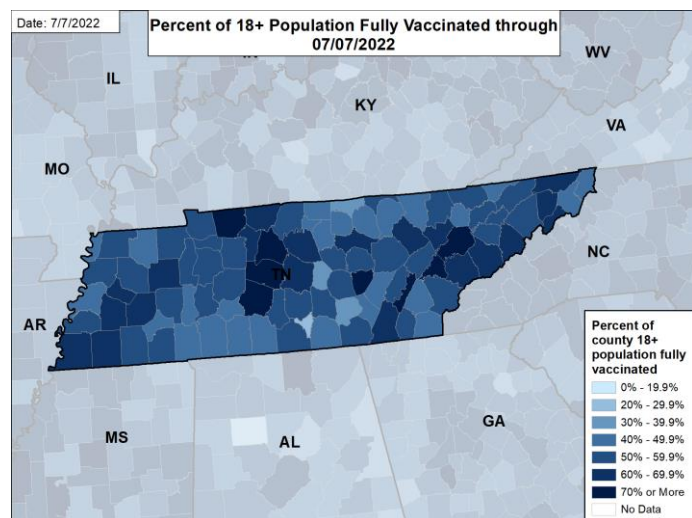 Date: 7/7/2022
Percent of 18+ Population Fully Vaccinated through
07/07/2022
WV
IL
KY
VA
MO
TN
NC
AR
MS
AL
GA
Percent of
county 18+
population fully
vaccinated
0% - 19.9%
20% - 29.9%
30% - 39.9%
40% - 49.9%
50% - 59.9%
60% - 69.9%
70% or More
No Data